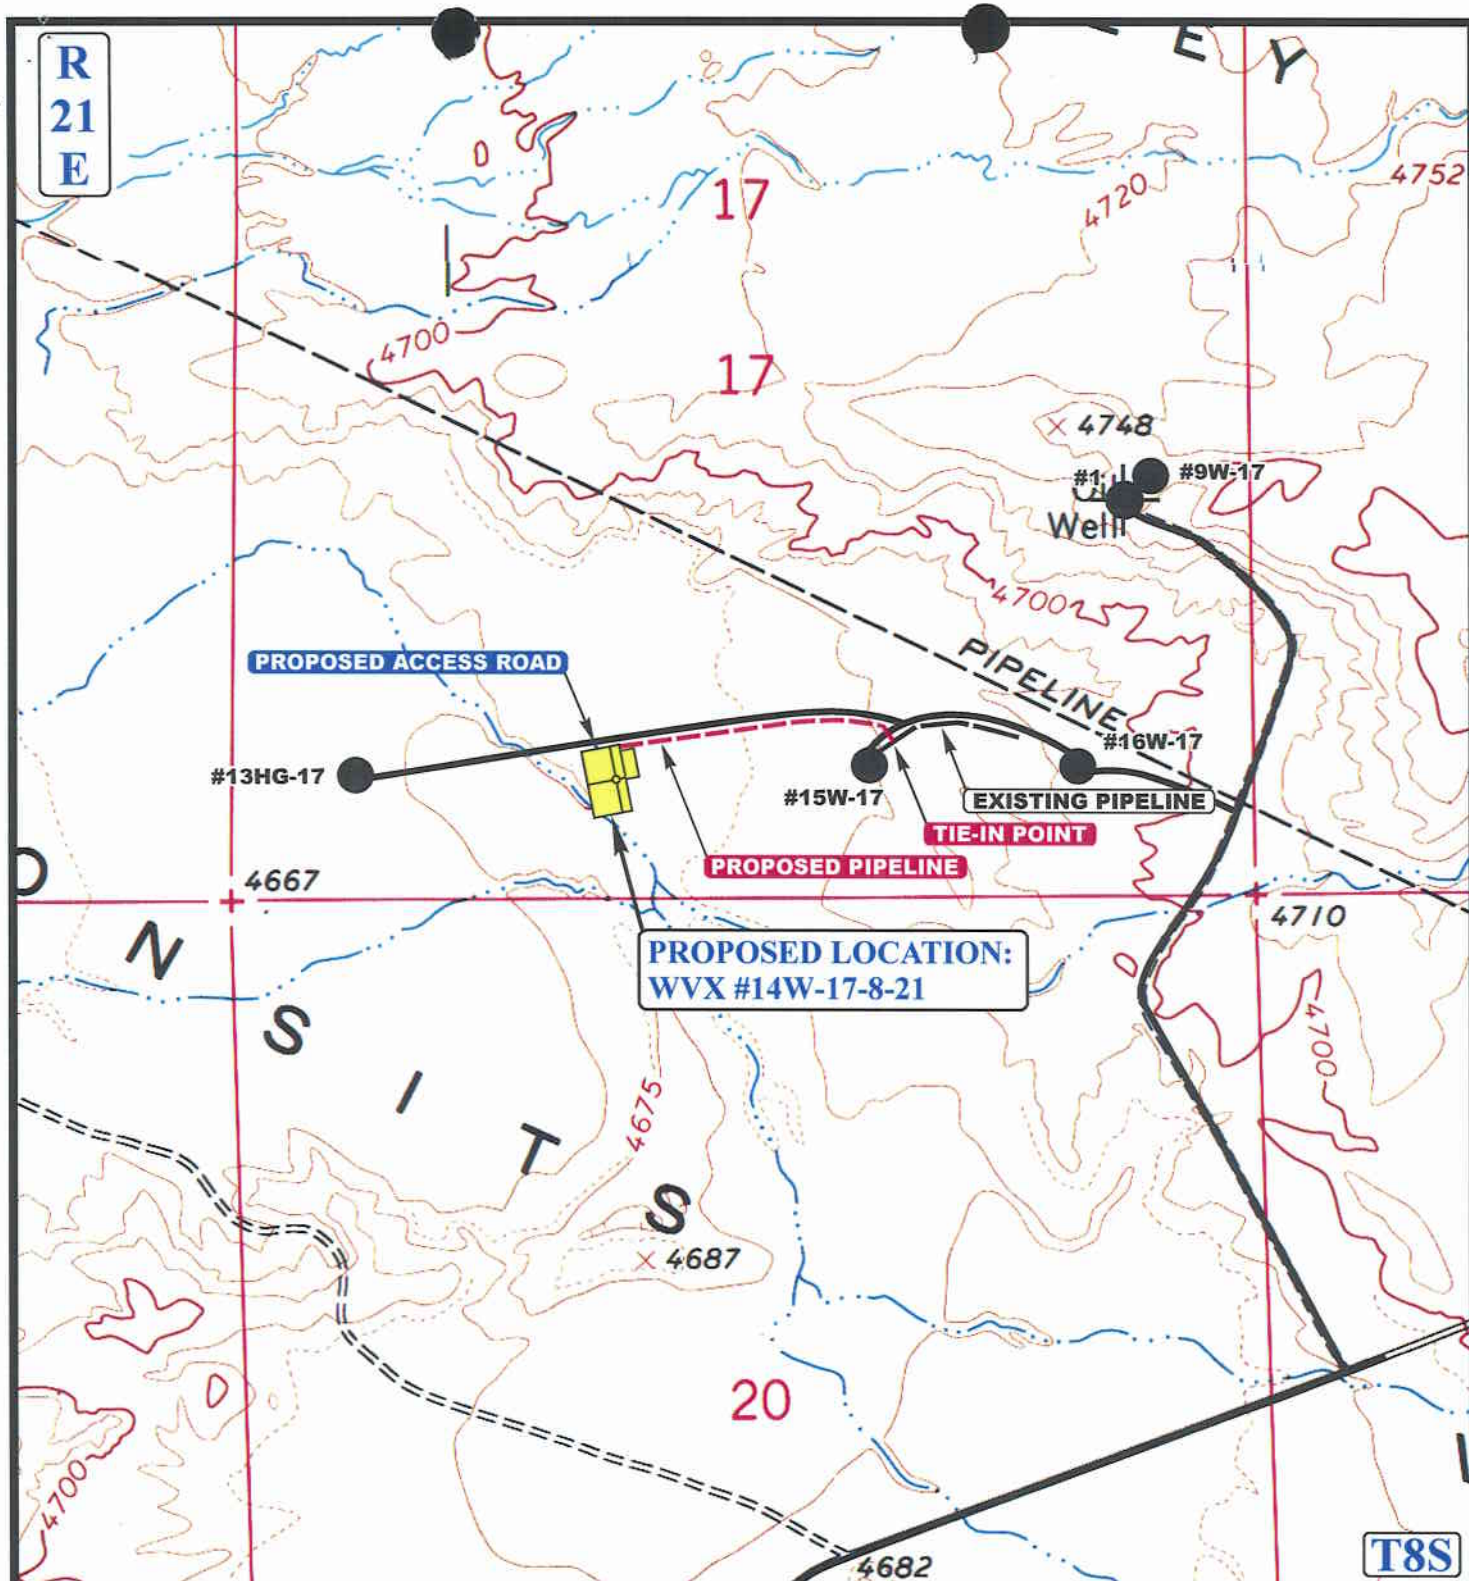 R
21
E
E Y
17
4752
4720
4700
17
4748
#1
#9W-17
Well
4700
PROPOSED ACCESS ROAD
PIPELINE
#16W-17
#13HG-17
#15W-17
EXISTING PIPELINE
TIE-IN POINT
PROPOSED PIPELINE
4667
4710
O N S I T S
PROPOSED LOCATION:
WVX #14W-17-8-21
4700
4675
4687
20
4700
4682
T8S